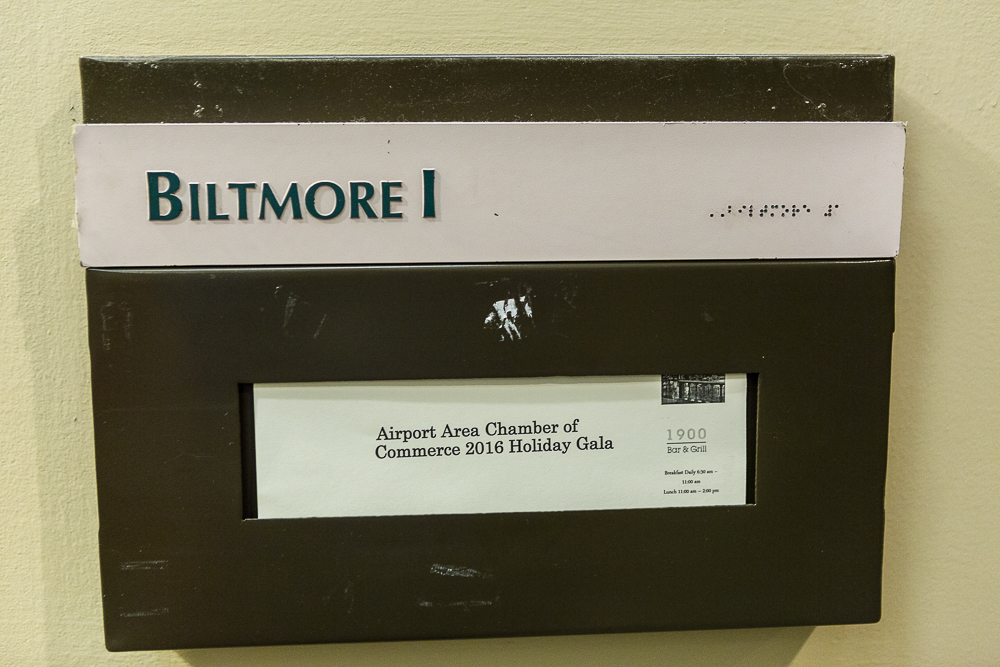 BILTMORE I
⠠⠠⠃⠊⠇⠞⠍⠕⠗⠑ ⠼⠁
Airport Area Chamber of
Commerce 2016 Holiday Gala
1900
Bar & Grill
Breakfast Daily 6:30 am –
11:00 am
Lunch 11:00 am – 2:00 pm